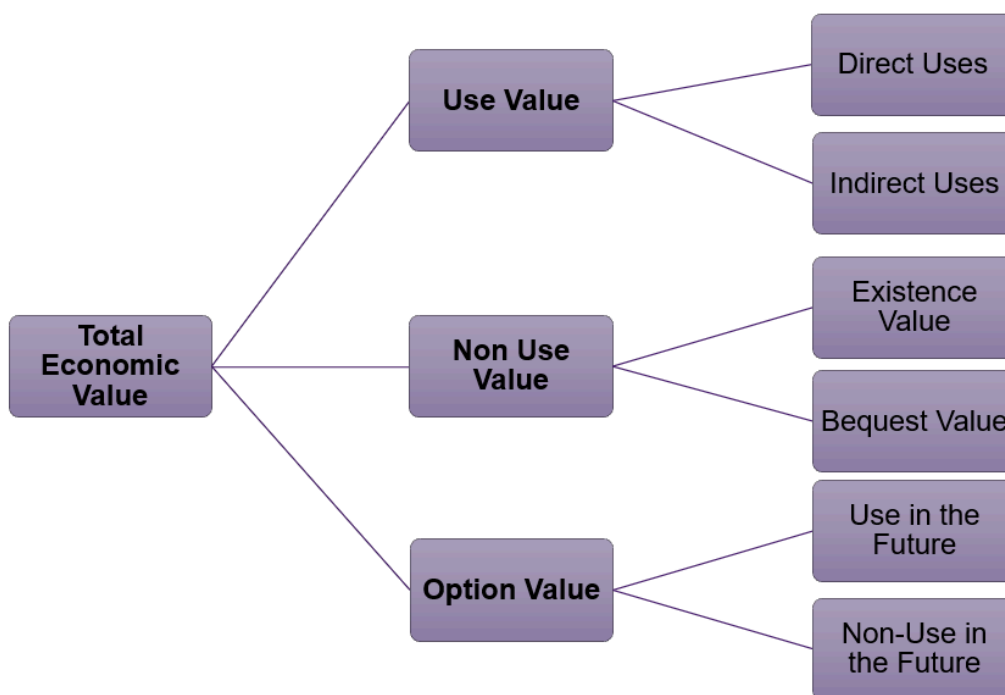 Total
Economic
Value
Use Value
Direct Uses
Indirect Uses
Non Use
Value
Existence
Value
Bequest Value
Option Value
Use in the
Future
Non-Use in
the Future